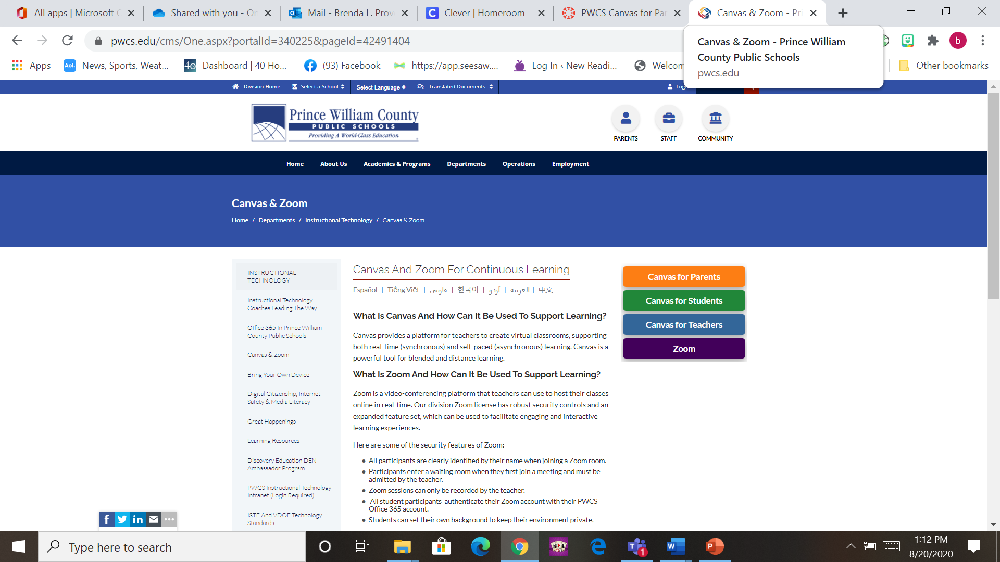 All apps | Microsoft
Shared with you - On
Mail - Brenda L. Prov
Clever | Homeroom
PWCS Canvas for Par
Canvas & Zoom - Pri
pwcs.edu/cms/One.aspx?portalId=340225&pageId=42491404
b
Canvas & Zoom - Prince William
County Public Schools
pwcs.edu
Apps
Aol.
News, Sports, Weat...
40
Dashboard | 40 Ho...
(93) Facebook
https://app.seesaw....
Log In ‹ New Readi...
Welcom
Other bookmarks
Division Home
Select a School
Select Language
Translated Documents
Prince William County
PUBLIC SCHOOLS
Providing A World-Class Education
PARENTS
STAFF
COMMUNITY
Home
About Us
Academics & Programs
Departments
Operations
Employment
Canvas & Zoom
Home / Departments / Instructional Technology / Canvas & Zoom
INSTRUCTIONAL
TECHNOLOGY
Instructional Technology
Coaches Leading The Way
Office 365 In Prince William
County Public Schools
Canvas & Zoom
Bring Your Own Device
Digital Citizenship, Internet
Safety & Media Literacy
Great Happenings
Learning Resources
Discovery Education DEN
Ambassador Program
PWCS Instructional Technology
Intranet (Login Required)
ISTE And VDOE Technology
Standards
Canvas And Zoom For Continuous Learning
Español | Tiếng Việt | فارسی | 한국어 | اُردو | العربية | 中文
What Is Canvas And How Can It Be Used To Support Learning?
Canvas provides a platform for teachers to create virtual classrooms, supporting
both real-time (synchronous) and self-paced (asynchronous) learning. Canvas is a
powerful tool for blended and distance learning.
What Is Zoom And How Can It Be Used To Support Learning?
Zoom is a video-conferencing platform that teachers can use to host their classes
online in real-time. Our division Zoom license has robust security controls and an
expanded feature set, which can be used to facilitate engaging and interactive
learning experiences.
Here are some of the security features of Zoom:
• All participants are clearly identified by their name when joining a Zoom room.
• Participants enter a waiting room when they first join a meeting and must be
admitted by the teacher.
• Zoom sessions can only be recorded by the teacher.
• All student participants authenticate their Zoom account with their PWCS
Office 365 account.
• Students can set their own background to keep their environment private.
Canvas for Parents
Canvas for Students
Canvas for Teachers
Zoom
Type here to search
1
1:12 PM
8/20/2020